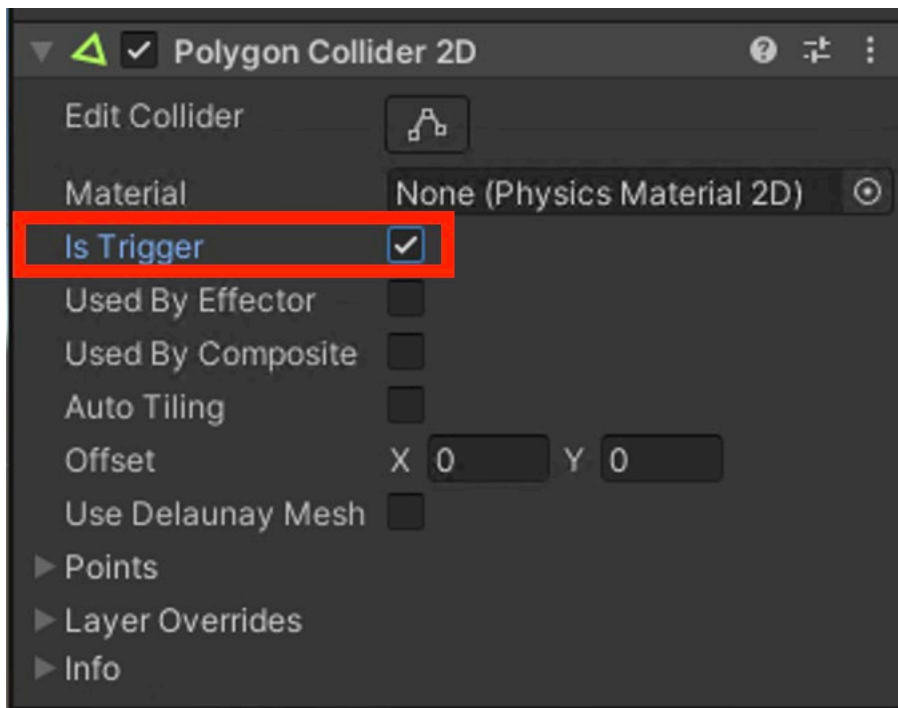 Polygon Collider 2D
Edit Collider
Material None (Physics Material 2D)
Is Trigger
Used By Effector
Used By Composite
Auto Tiling
Offset X 0 Y 0
Use Delaunay Mesh
Points
Layer Overrides
Info